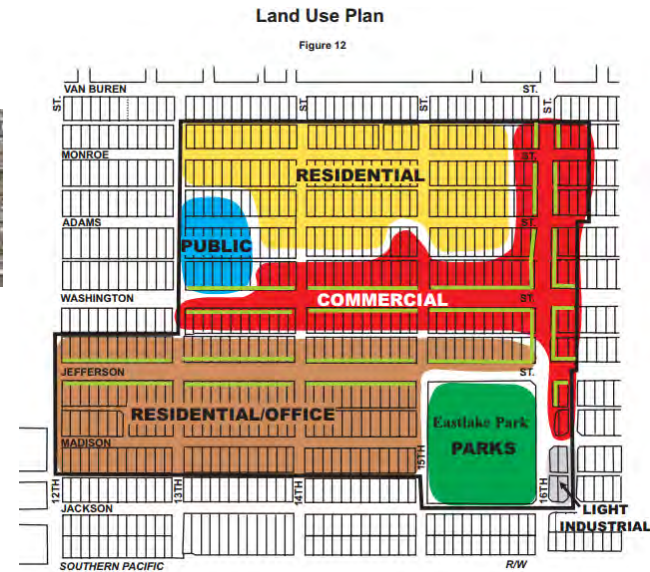 Land Use Plan
Figure 12
VAN BUREN
ST.
ST.
ST.
ST.
ST.
MONROE
ST.
RESIDENTIAL
ADAMS
ST.
PUBLIC
WASHINGTON
COMMERCIAL
ST.
JEFFERSON
ST.
RESIDENTIAL/OFFICE
Eastlake Park
PARKS
MADISON
12TH
13TH
14TH
15TH
16TH
JACKSON
LIGHT
INDUSTRIAL
SOUTHERN PACIFIC
R/W